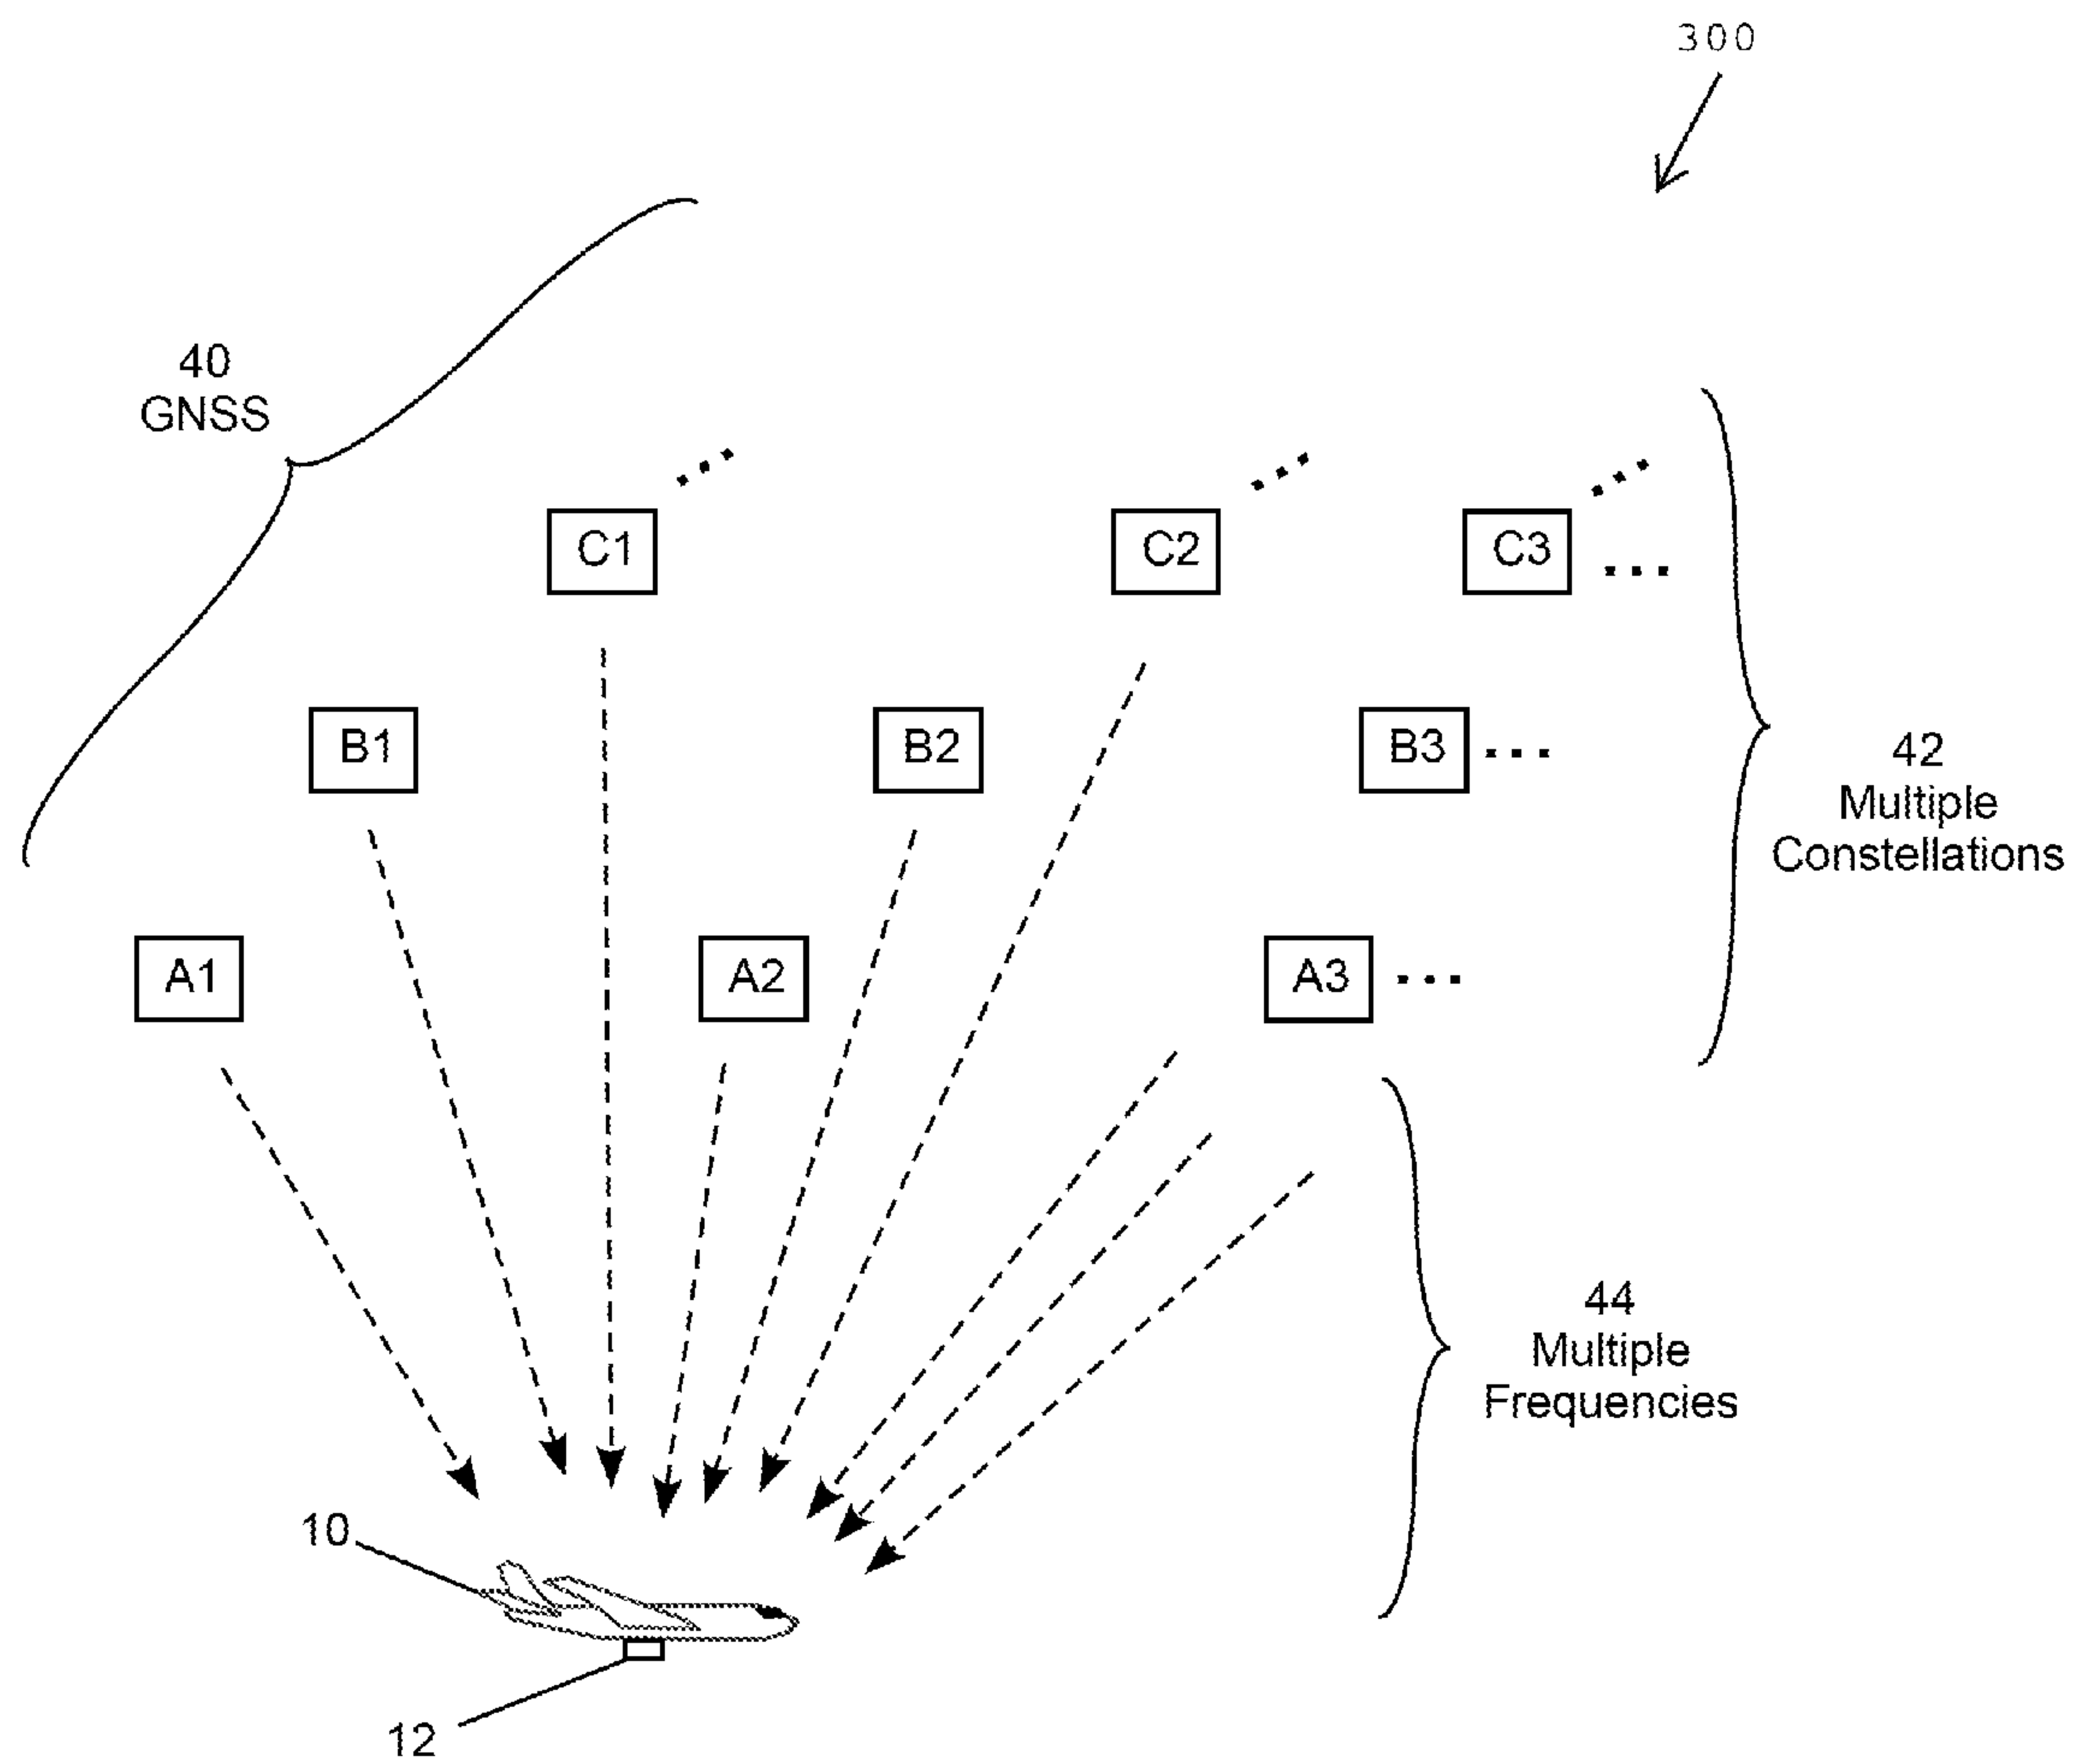 300
40
GNSS
C1
C2
C3
B1
B2
B3
42
Multiple
Constellations
A1
A2
A3
44
Multiple
Frequencies
10
12